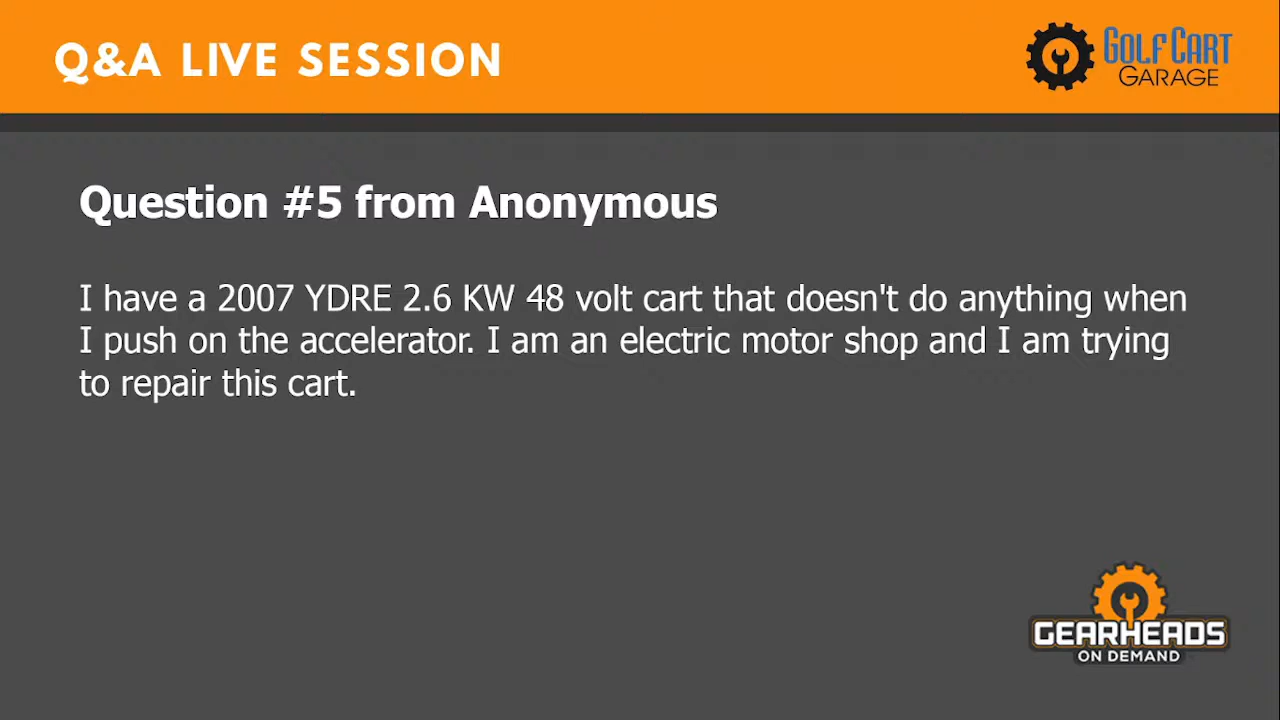 Q&A LIVE SESSION
GOLF CART
GARAGE
Question #5 from Anonymous
I have a 2007 YDRE 2.6 KW 48 volt cart that doesn't do anything when
I push on the accelerator. I am an electric motor shop and I am trying
to repair this cart.
GEARHEADS
ON DEMAND